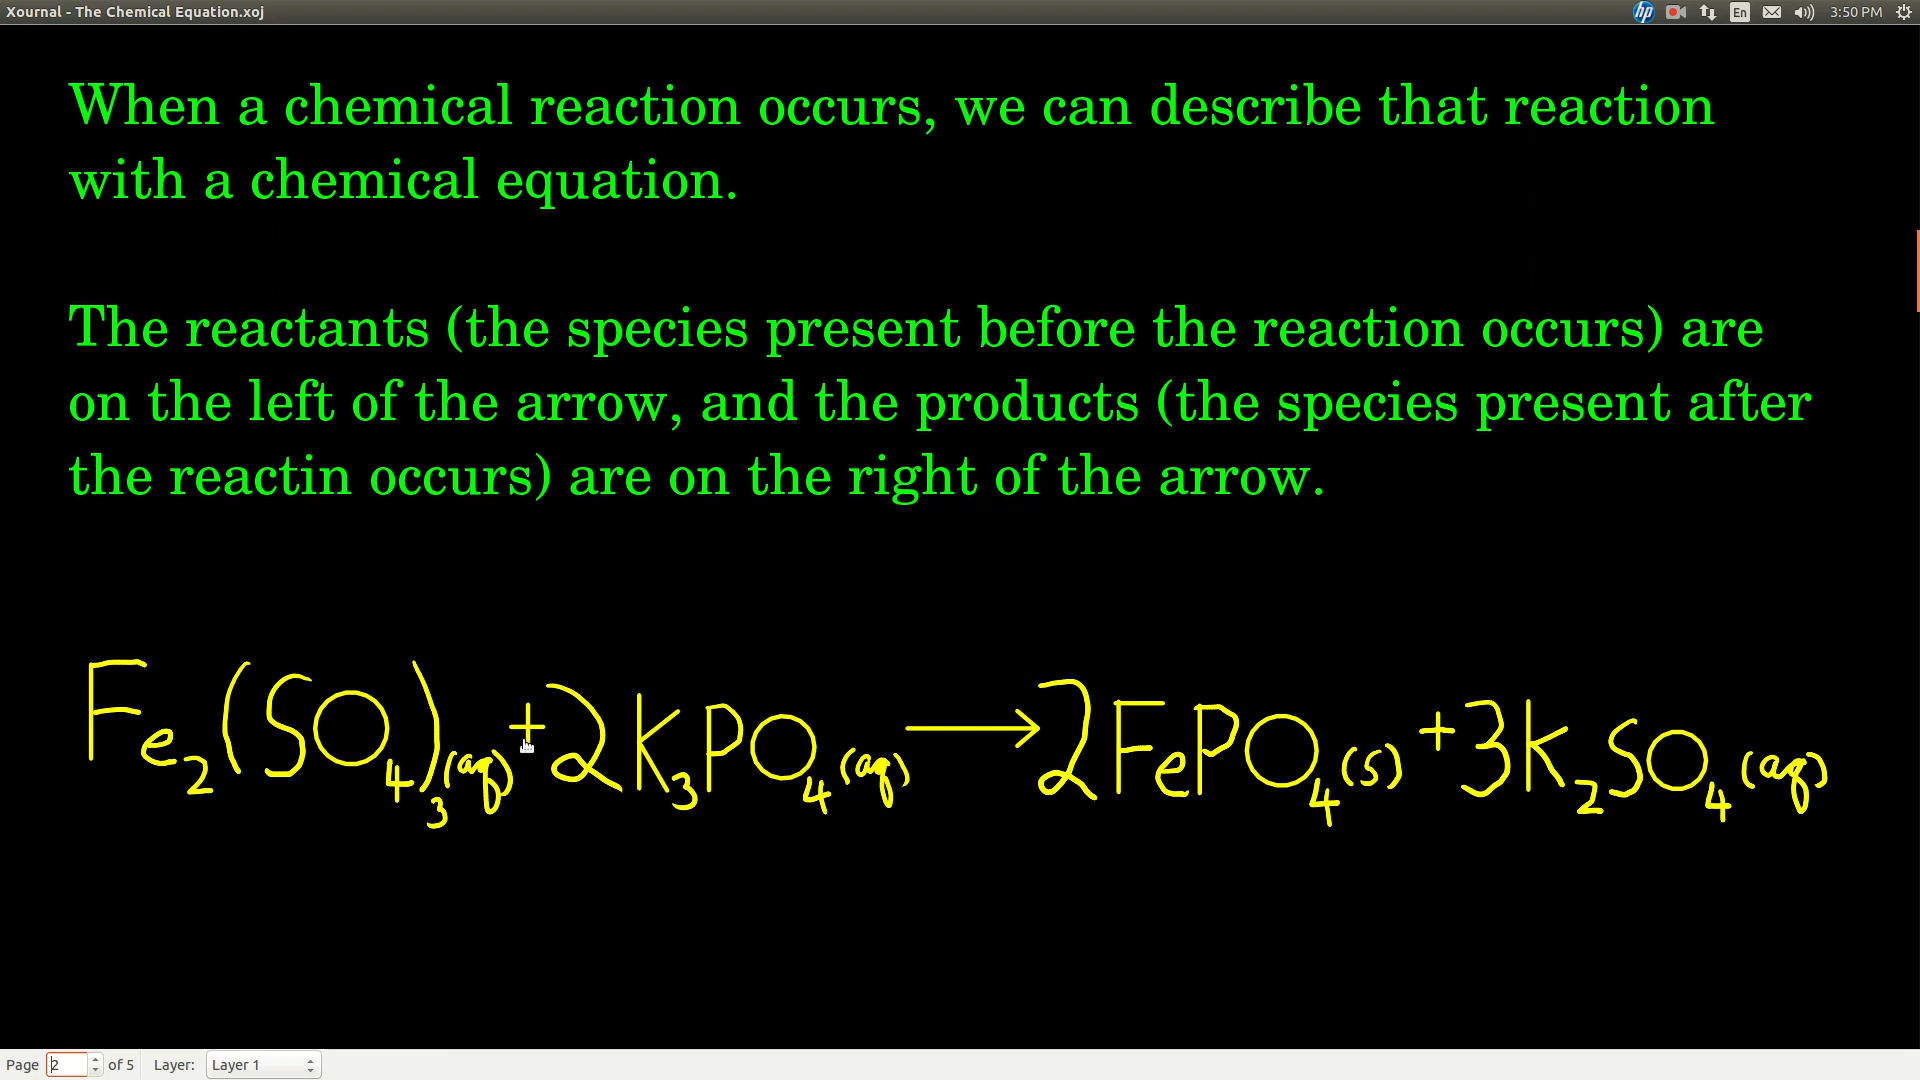 Xournal - The Chemical Equation.xoj
hp En 3:50 PM
When a chemical reaction occurs, we can describe that reaction
with a chemical equation.
The reactants (the species present before the reaction occurs) are
on the left of the arrow, and the products (the species present after
the reactin occurs) are on the right of the arrow.
Fe₂(SO₄)₃(aq) + 2K₃PO₄(aq) → 2FePO₄(s) + 3K₂SO₄(aq)
Page 2 of 5 Layer: Layer 1